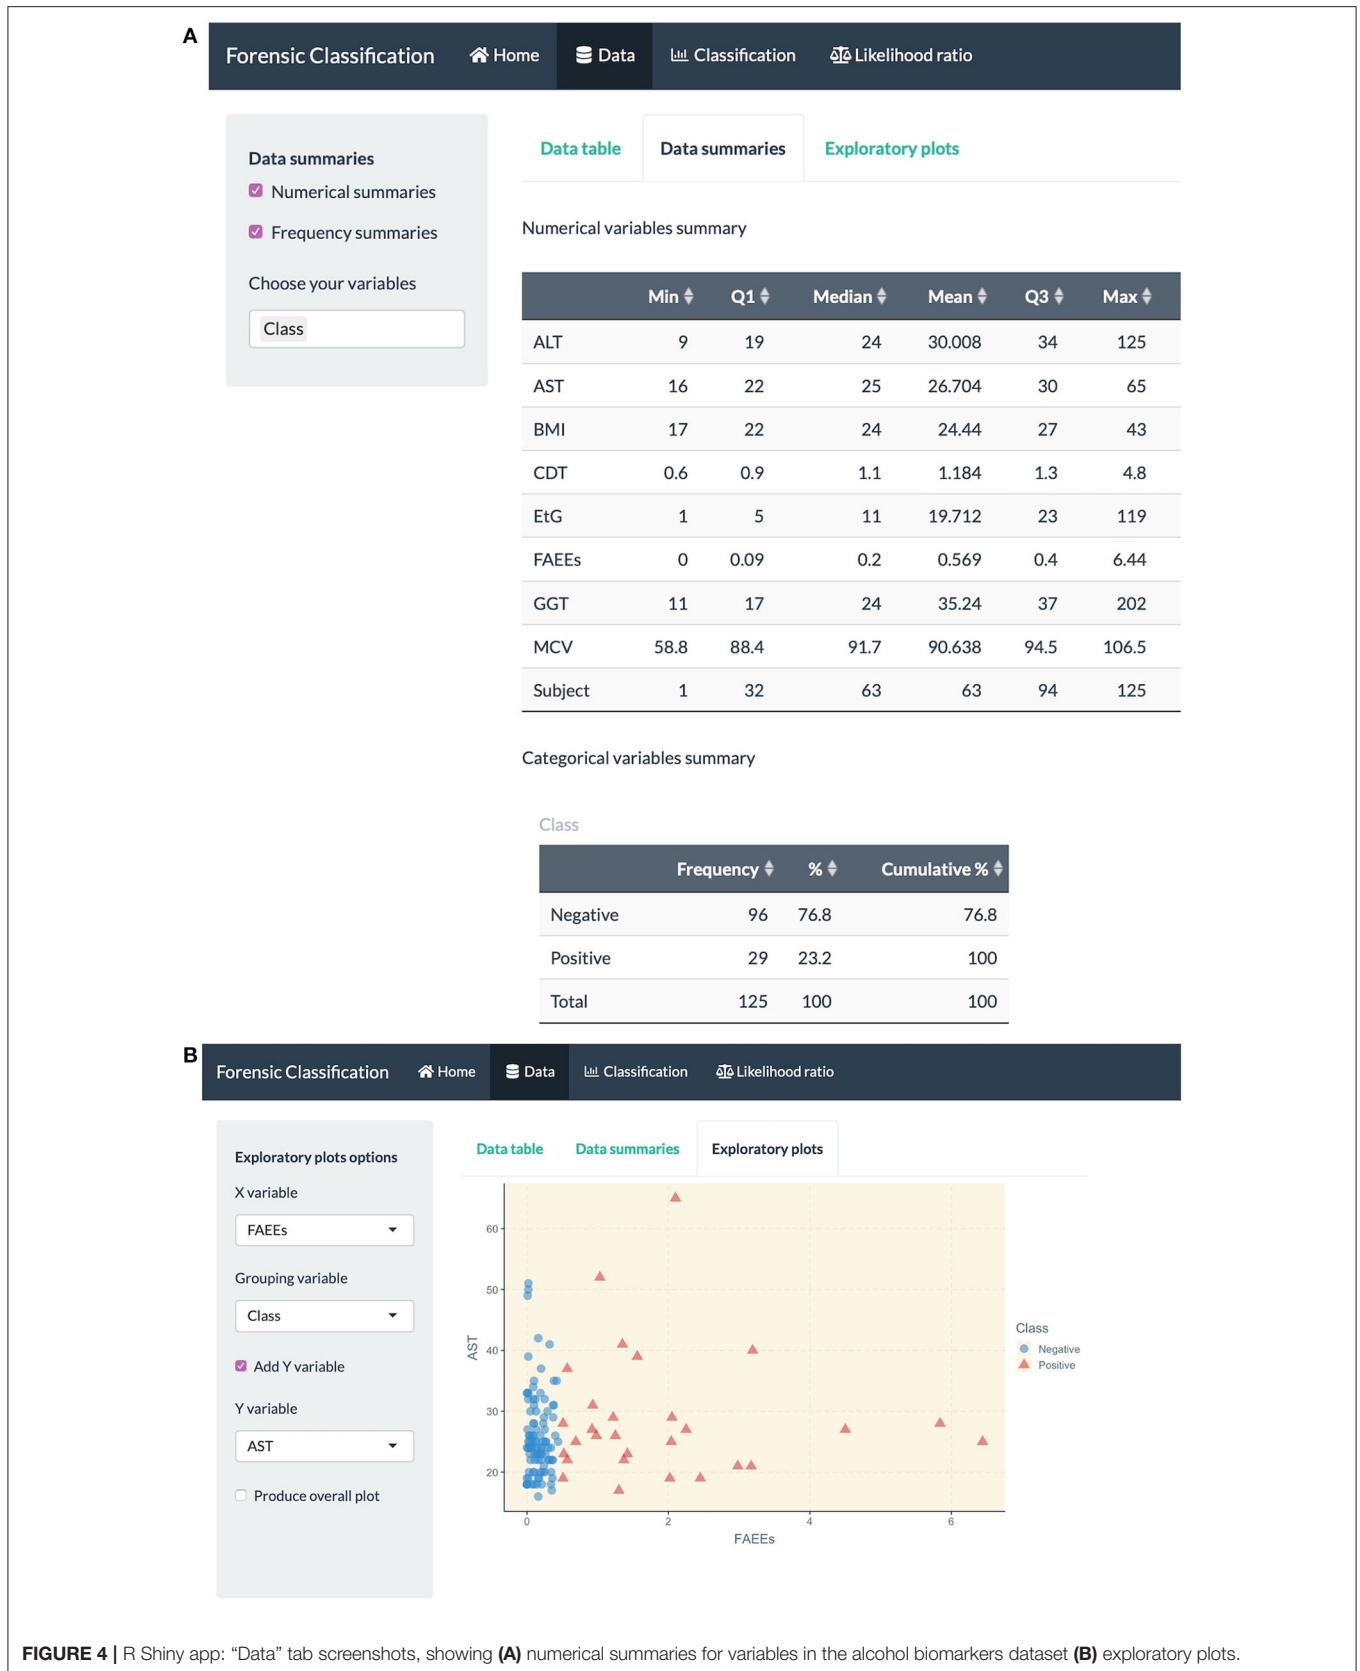 A
Forensic Classification Home Data Classification Likelihood ratio
Data summaries
Numerical summaries
Frequency summaries
Choose your variables
Class
Data table Data summaries Exploratory plots
Numerical variables summary
Min Q1 Median Mean Q3 Max
ALT 9 19 24 30.008 34 125
AST 16 22 25 26.704 30 65
BMI 17 22 24 24.44 27 43
CDT 0.6 0.9 1.1 1.184 1.3 4.8
EtG 1 5 11 19.712 23 119
FAEEs 0 0.09 0.2 0.569 0.4 6.44
GGT 11 17 24 35.24 37 202
MCV 58.8 88.4 91.7 90.638 94.5 106.5
Subject 1 32 63 63 94 125
Categorical variables summary
Class
Frequency % Cumulative %
Negative 96 76.8 76.8
Positive 29 23.2 100
Total 125 100 100
B
Forensic Classification Home Data Classification Likelihood ratio
Exploratory plots options
X variable
FAEEs
Grouping variable
Class
Add Y variable
Y variable
AST
Produce overall plot
Data table Data summaries Exploratory plots
60
50
40
30
20
AST
0 2 4 6
FAEEs
Class
Negative
Positive
FIGURE 4 | R Shiny app: “Data” tab screenshots, showing (A) numerical summaries for variables in the alcohol biomarkers dataset (B) exploratory plots.